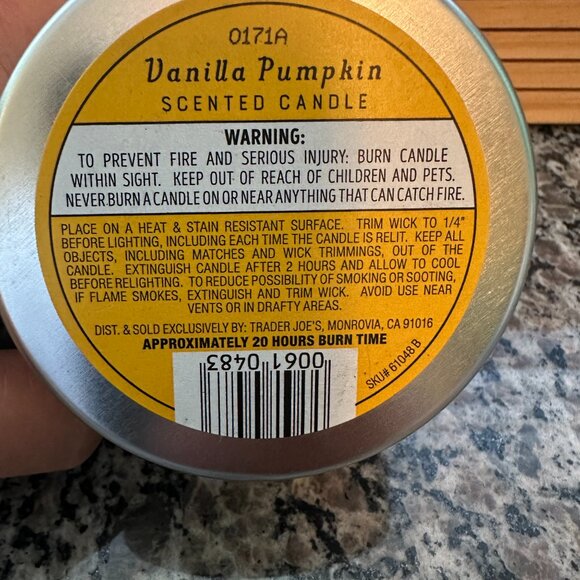 0171A
Vanilla Pumpkin
SCENTED CANDLE
WARNING:
TO PREVENT FIRE AND SERIOUS INJURY: BURN CANDLE
WITHIN SIGHT. KEEP OUT OF REACH OF CHILDREN AND PETS.
NEVER BURN A CANDLE ON OR NEAR ANYTHING THAT CAN CATCH FIRE.
PLACE ON A HEAT & STAIN RESISTANT SURFACE. TRIM WICK TO 1/4"
BEFORE LIGHTING, INCLUDING EACH TIME THE CANDLE IS RELIT. KEEP ALL
OBJECTS, INCLUDING MATCHES AND WICK TRIMMINGS, OUT OF THE
CANDLE. EXTINGUISH CANDLE AFTER 2 HOURS AND ALLOW TO COOL
BEFORE RELIGHTING. TO REDUCE POSSIBILITY OF SMOKING OR SOOTING,
IF FLAME SMOKES, EXTINGUISH AND TRIM WICK. AVOID USE NEAR
VENTS OR IN DRAFTY AREAS.
DIST. & SOLD EXCLUSIVELY BY: TRADER JOE'S, MONROVIA, CA 91016
APPROXIMATELY 20 HOURS BURN TIME
0061 0483
SKU# 61048 B